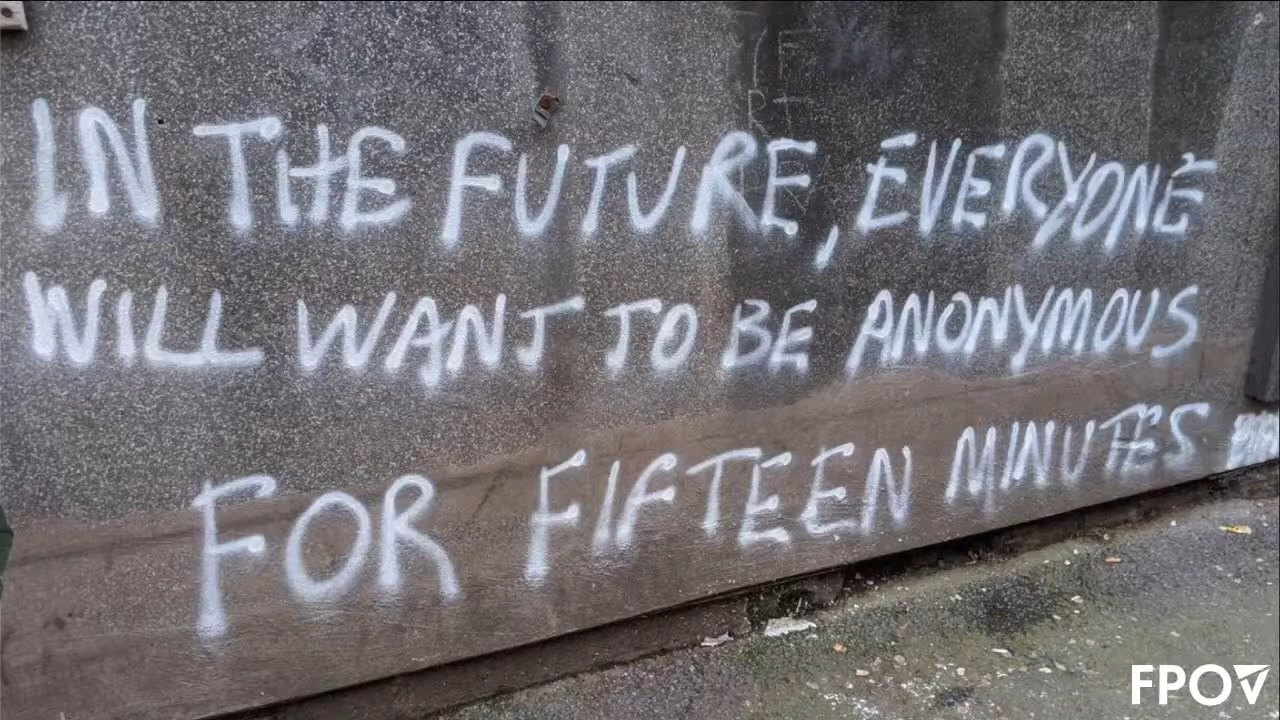 IN THE FUTURE, EVERYONE
WILL WANT TO BE ANONYMOUS
FOR FIFTEEN MINUTES
FPOV